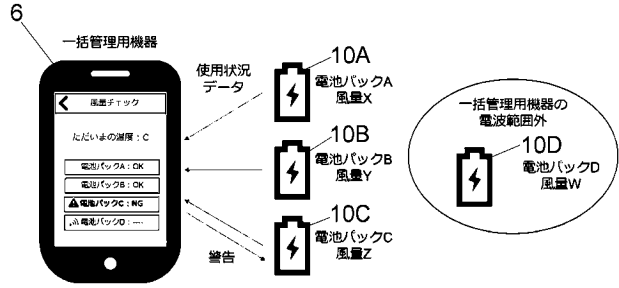 6
一括管理用機器
風量チェック
ただいまの温度：C
電池パックA：OK
電池パックB：OK
電池パックC：NG
電池パックD：----
使用状況
データ
警告
10A
電池パックA
風量X
10B
電池パックB
風量Y
10C
電池パックC
風量Z
一括管理用機器の
電波範囲外
10D
電池パックD
風量W